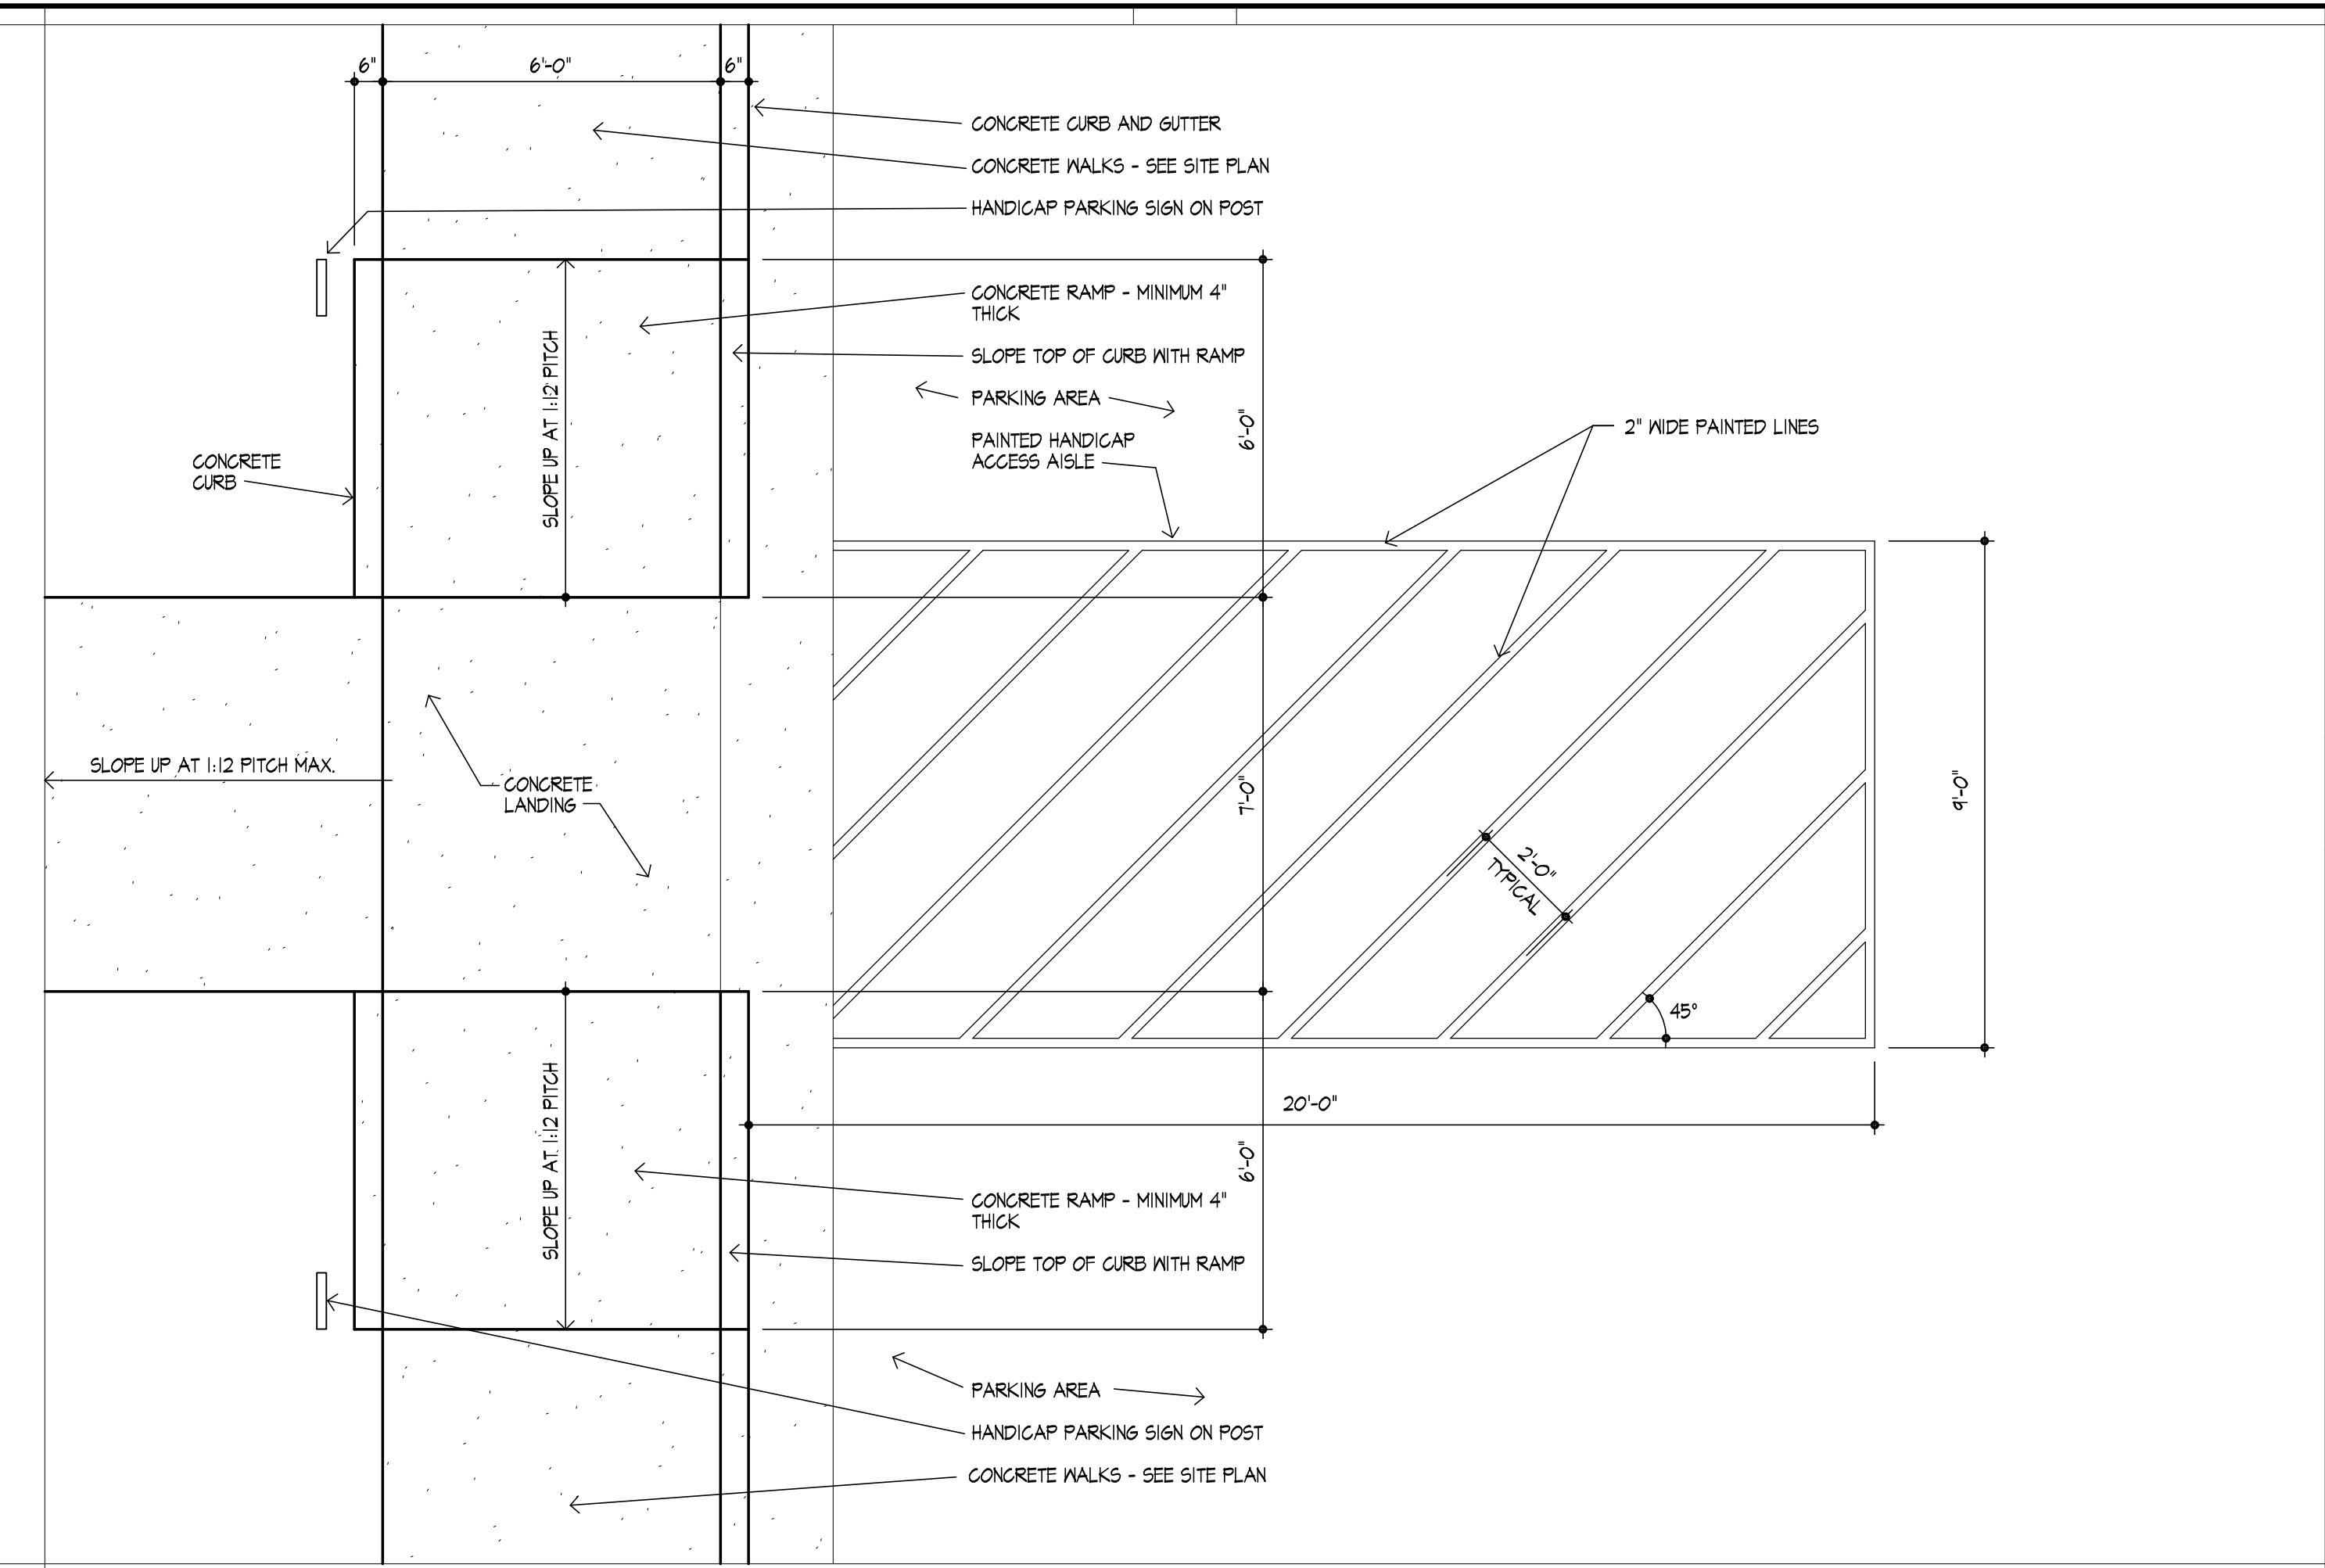 6"
6'-0"
6"
CONCRETE CURB AND GUTTER
CONCRETE WALKS - SEE SITE PLAN
HANDICAP PARKING SIGN ON POST
CONCRETE RAMP - MINIMUM 4"
THICK
SLOPE TOP OF CURB WITH RAMP
PARKING AREA
PAINTED HANDICAP
ACCESS AISLE
SLOPE UP AT 1:12 PITCH
6'-0"
2" WIDE PAINTED LINES
CONCRETE
CURB
SLOPE UP AT 1:12 PITCH MAX.
CONCRETE
LANDING
7'-0"
9'-0"
2'-0"
TYPICAL
45°
20'-0"
SLOPE UP AT 1:12 PITCH
6'-0"
CONCRETE RAMP - MINIMUM 4"
THICK
SLOPE TOP OF CURB WITH RAMP
PARKING AREA
HANDICAP PARKING SIGN ON POST
CONCRETE WALKS - SEE SITE PLAN